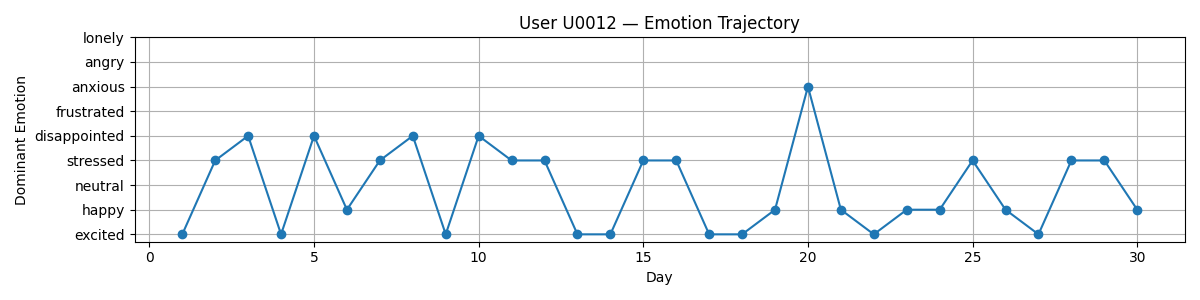 User U0012 — Emotion Trajectory
Dominant Emotion
lonely
angry
anxious
frustrated
disappointed
stressed
neutral
happy
excited
0 5 10 15 20 25 30
Day